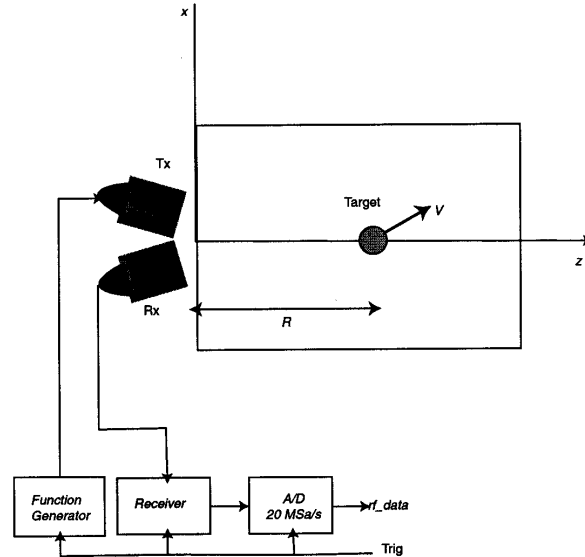 x
Tx
Target
V
z
Rx
R
Function
Generator
Receiver
A/D
20 MSa/s
rf_data
Trig